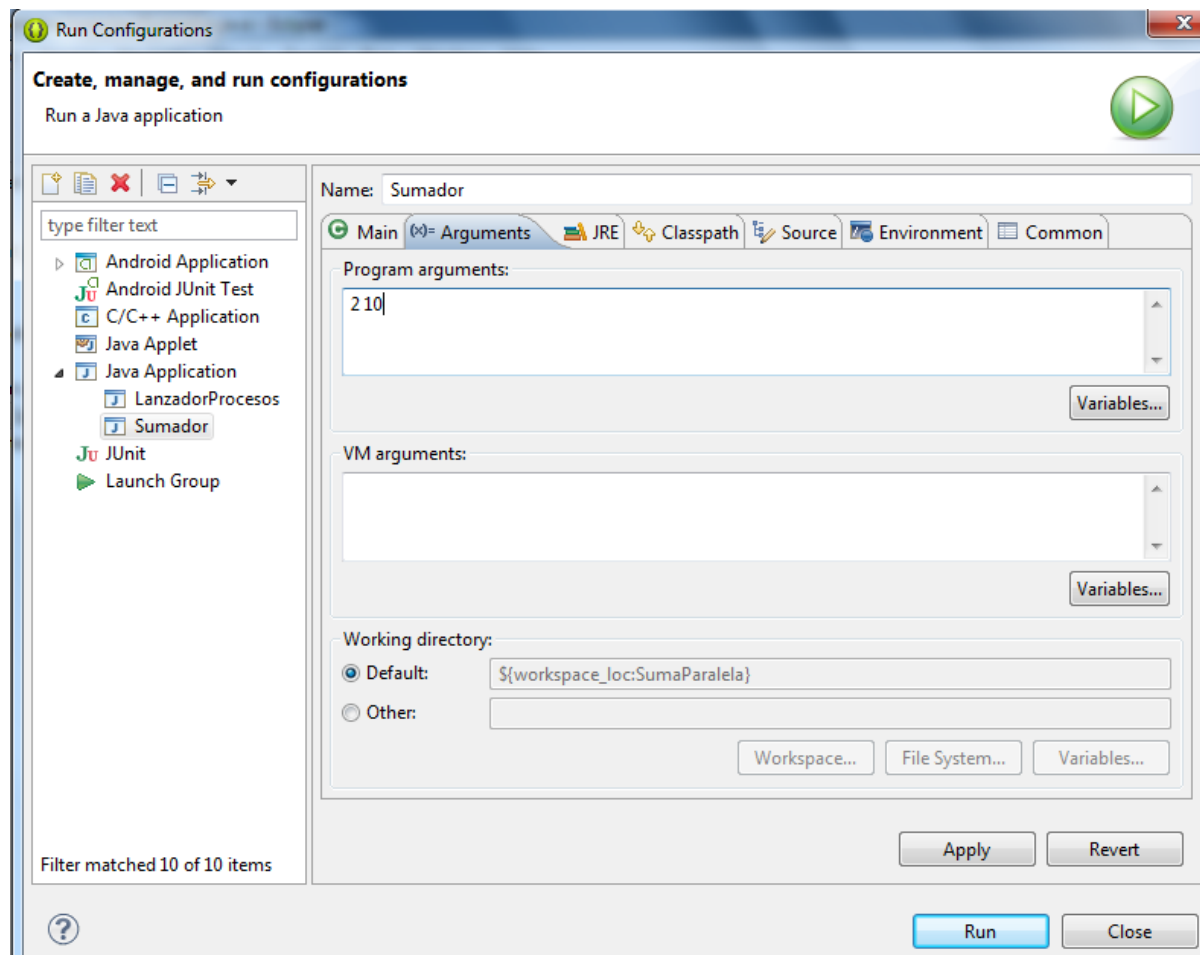 Run Configurations
Create, manage, and run configurations
Run a Java application
type filter text
Android Application
Android JUnit Test
C/C++ Application
Java Applet
Java Application
LanzadorProcesos
Sumador
JUnit
Launch Group
Filter matched 10 of 10 items
Name: Sumador
Main (x)= Arguments JRE Classpath Source Environment Common
Program arguments:
2 10
Variables...
VM arguments:
Variables...
Working directory:
Default: ${workspace_loc:SumaParalela}
Other:
Workspace... File System... Variables...
Apply Revert
Run Close